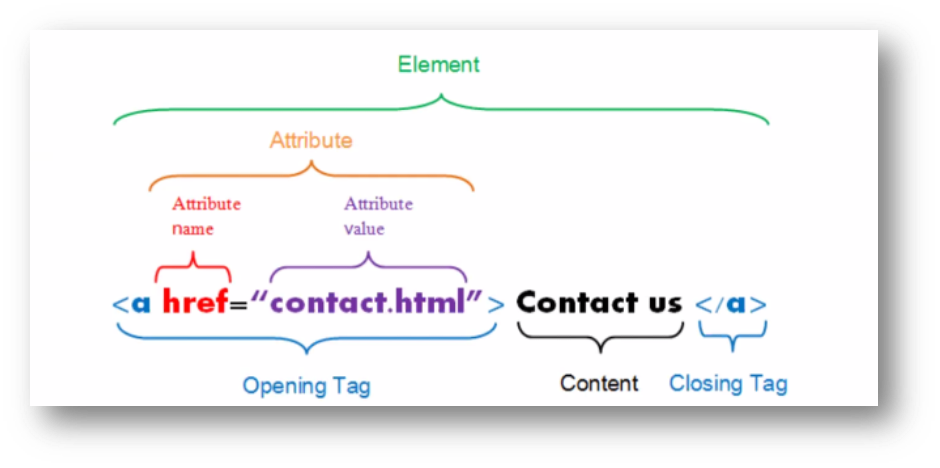 Element
Attribute
Attribute name
Attribute value
<a href=“contact.html”> Contact us </a>
Opening Tag
Content
Closing Tag